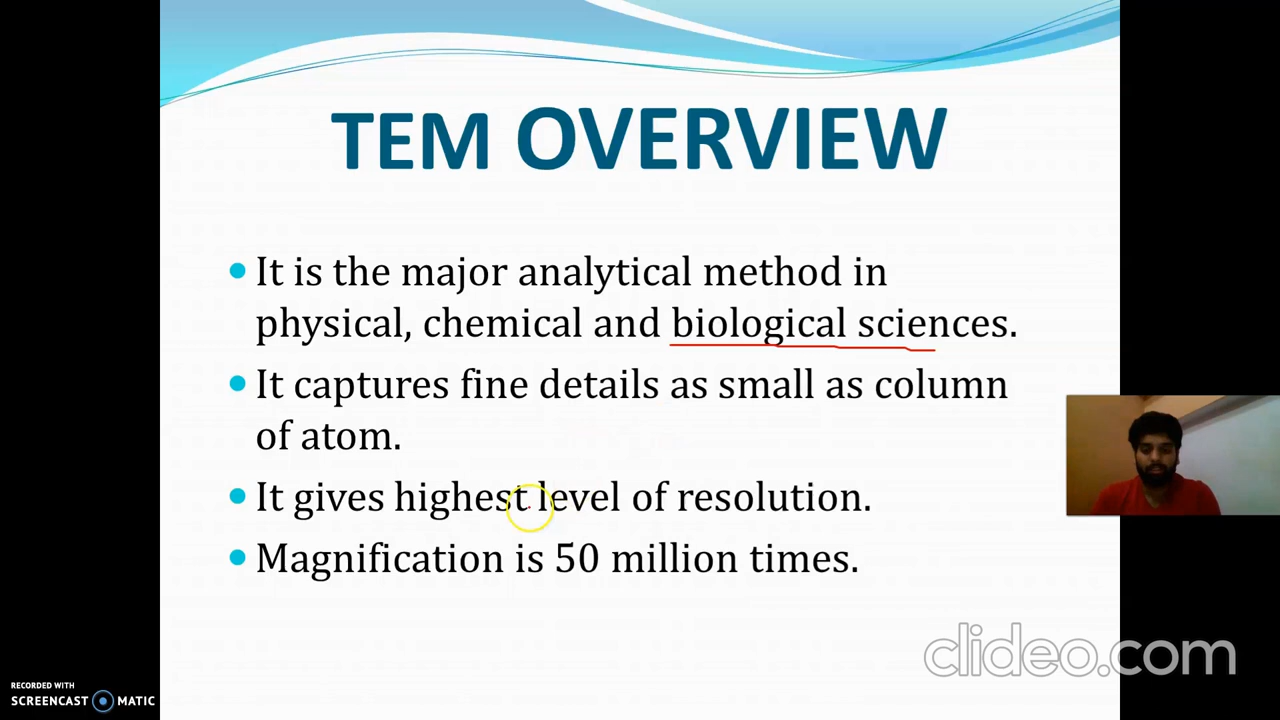 TEM OVERVIEW
It is the major analytical method in
physical, chemical and biological sciences.
It captures fine details as small as column
of atom.
It gives highest level of resolution.
Magnification is 50 million times.
clideo.com
RECORDED WITH
SCREENCAST MATIC